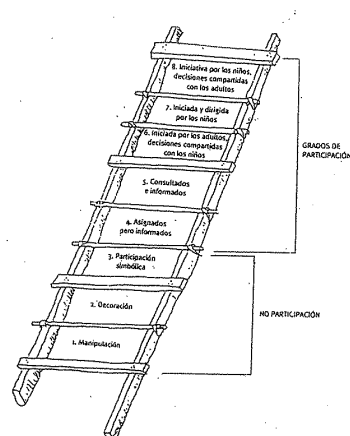 8. Iniciativa por los niños,
decisiones compartidas
con los adultos
7. Iniciada y dirigida
por los niños
6. Iniciada por los adultos,
decisiones compartidas
con los niños
5. Consultados
e informados
4. Asignados
pero informados
3. Participación
simbólica
2. Decoración
1. Manipulación
GRADOS DE
PARTICIPACIÓN
NO PARTICIPACIÓN